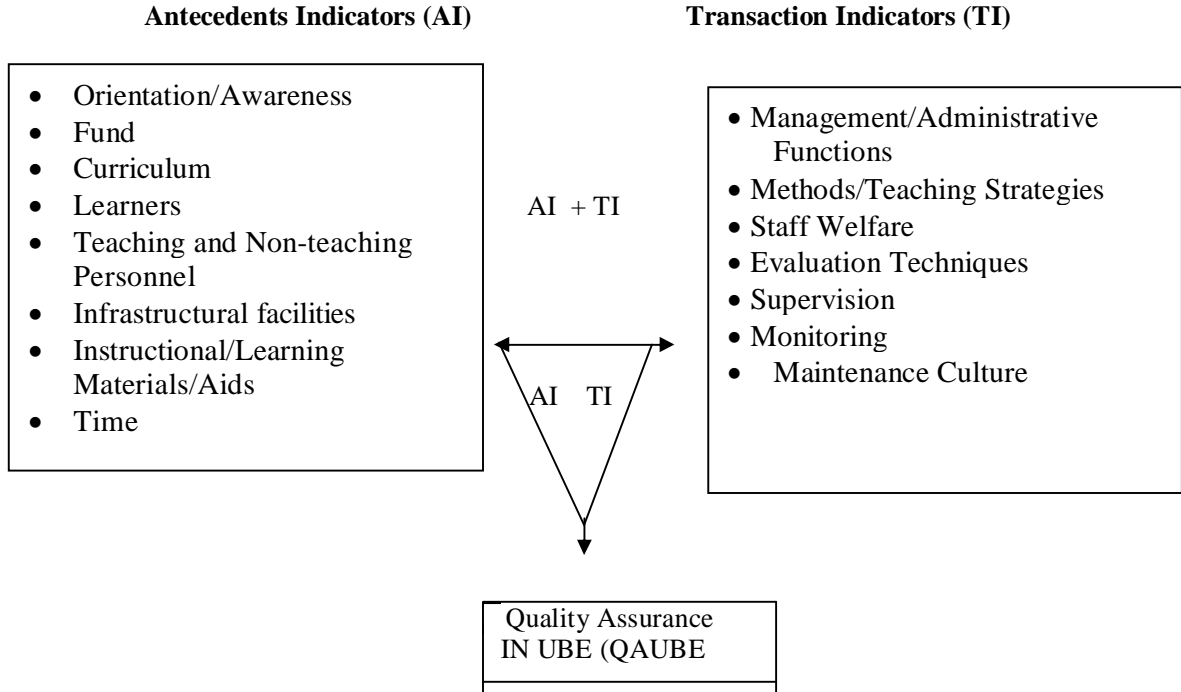 Antecedents Indicators (AI)
Transaction Indicators (TI)
• Orientation/Awareness
• Fund
• Curriculum
• Learners
• Teaching and Non-teaching
Personnel
• Infrastructural facilities
• Instructional/Learning
Materials/Aids
• Time
AI + TI
AI TI
• Management/Administrative
Functions
• Methods/Teaching Strategies
• Staff Welfare
• Evaluation Techniques
• Supervision
• Monitoring
• Maintenance Culture
Quality Assurance
IN UBE (QAUBE